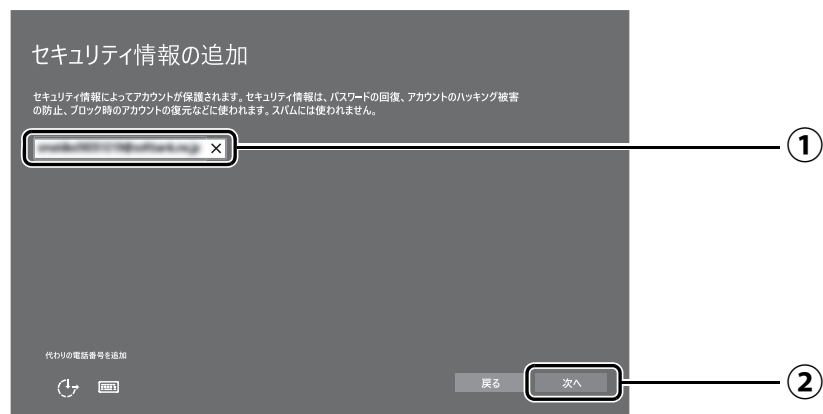 セキュリティ情報の追加
セキュリティ情報によってアカウントが保護されます。セキュリティ情報は、パスワードの回復、アカウントのハッキング被害
の防止、ブロック時のアカウントの復元などに使われます。スパムには使われません。
①
代わりの電話番号を追加
戻る 次へ ②